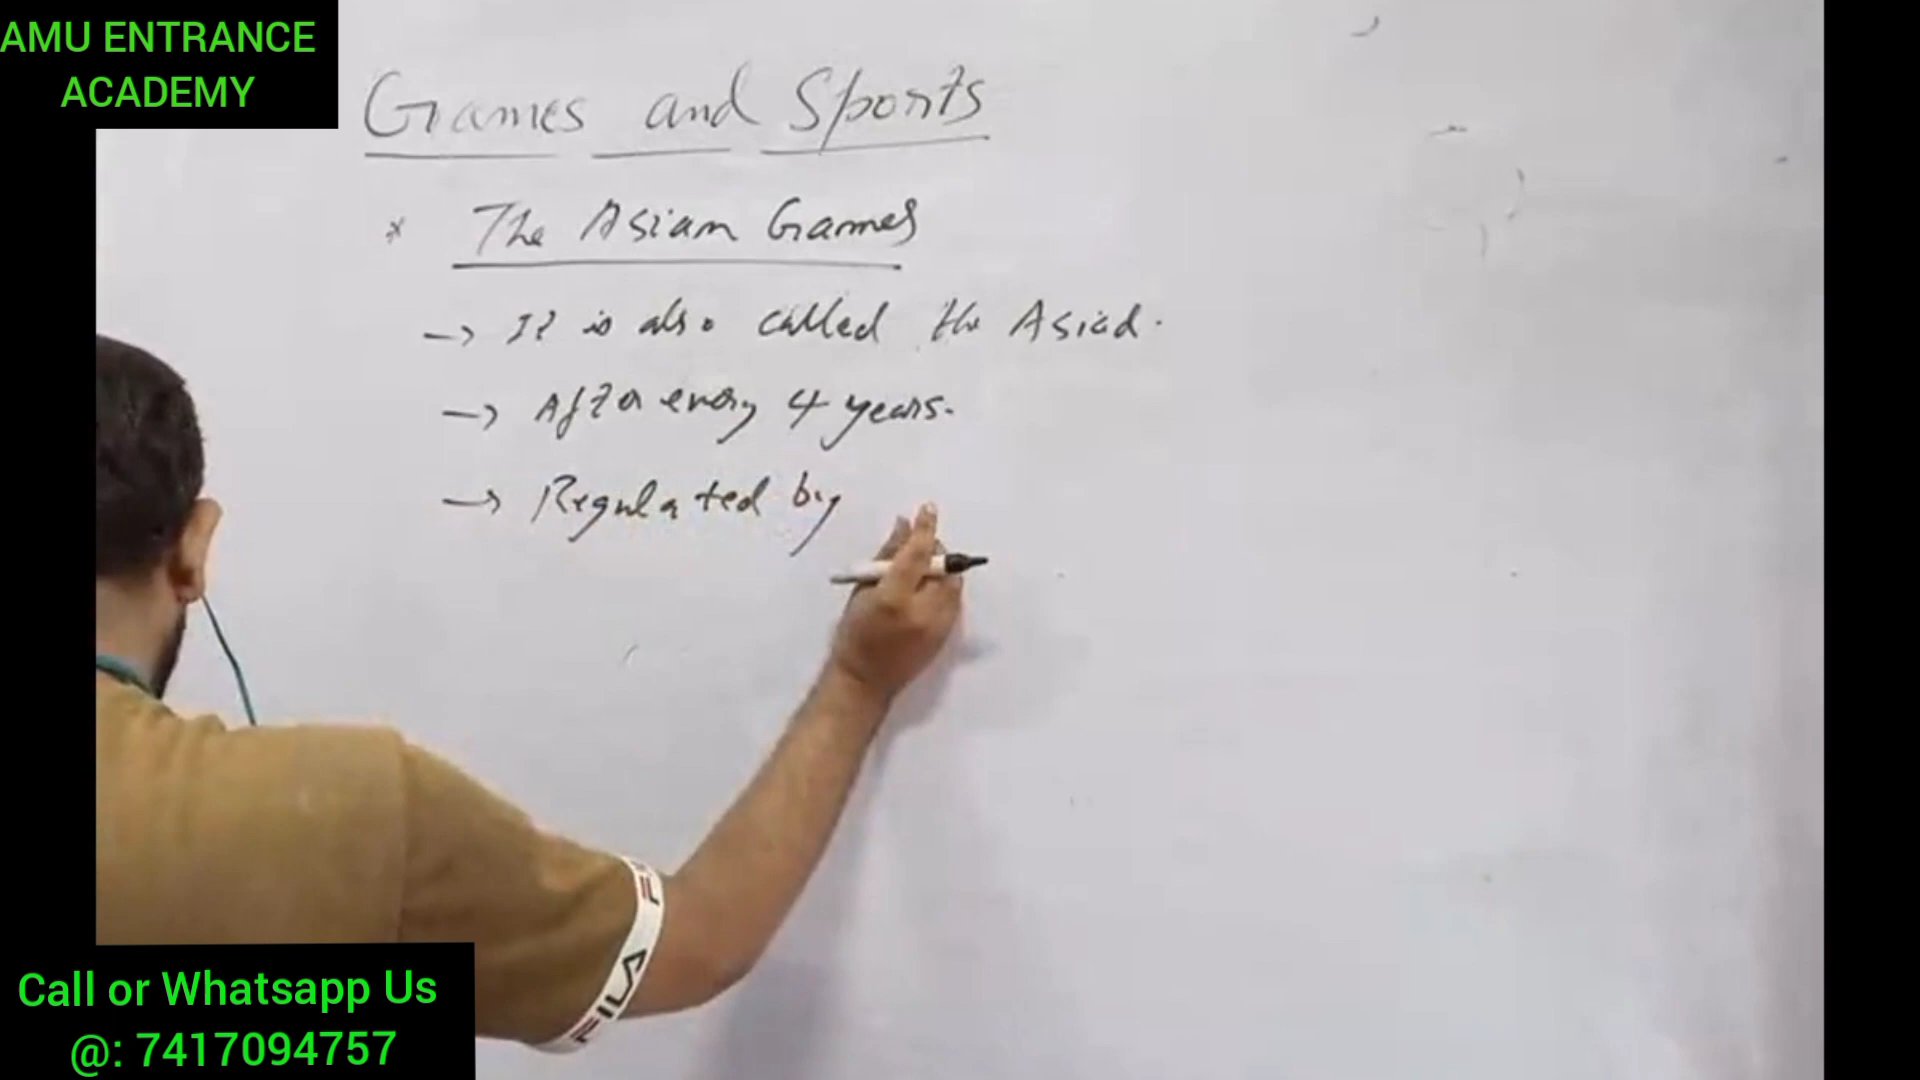 AMU ENTRANCE
ACADEMY
Games and Sports
* The Asian Games
→ It is also called the Asiad.
→ After every 4 years.
→ Regulated by
FILA
Call or Whatsapp Us
@: 7417094757